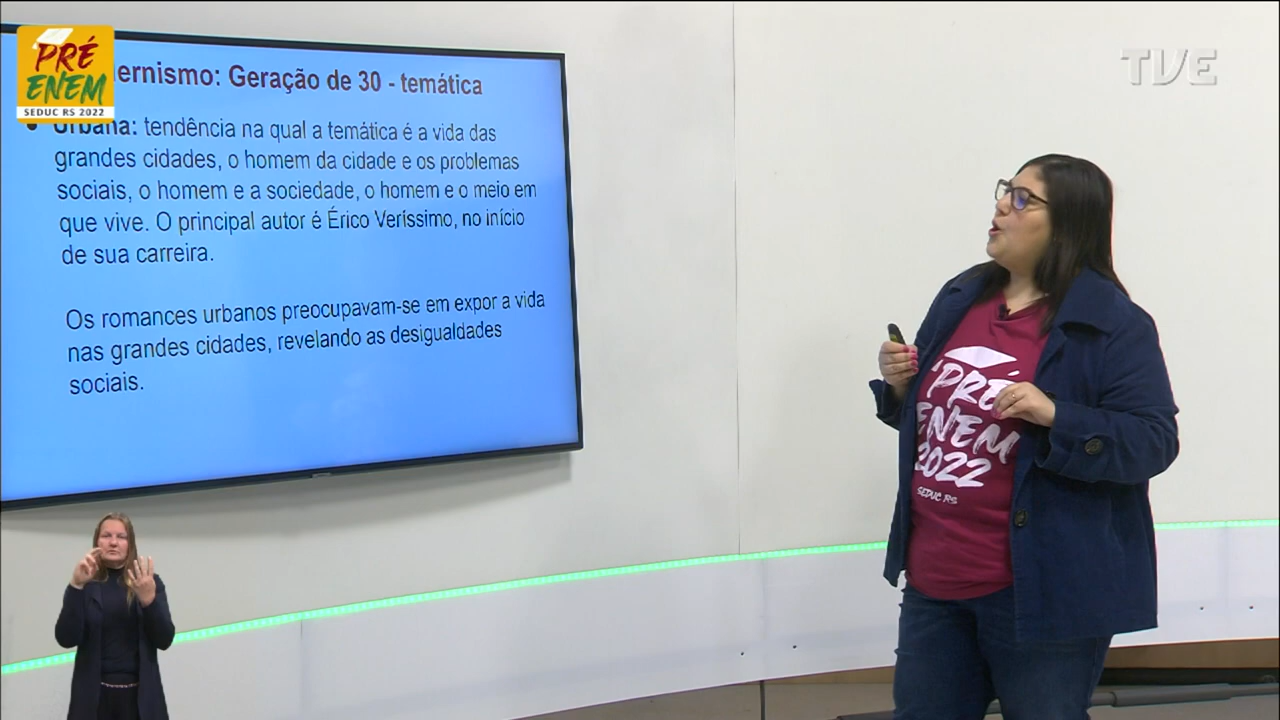 PRÉ
ENEM
SEDUC RS 2022
TVE
ernismo: Geração de 30 - temática
• Urbana: tendência na qual a temática é a vida das
grandes cidades, o homem da cidade e os problemas
sociais, o homem e a sociedade, o homem e o meio em
que vive. O principal autor é Érico Veríssimo, no início
de sua carreira.
Os romances urbanos preocupavam-se em expor a vida
nas grandes cidades, revelando as desigualdades
sociais.
PRÉ
ENEM
2022
SEDUC RS